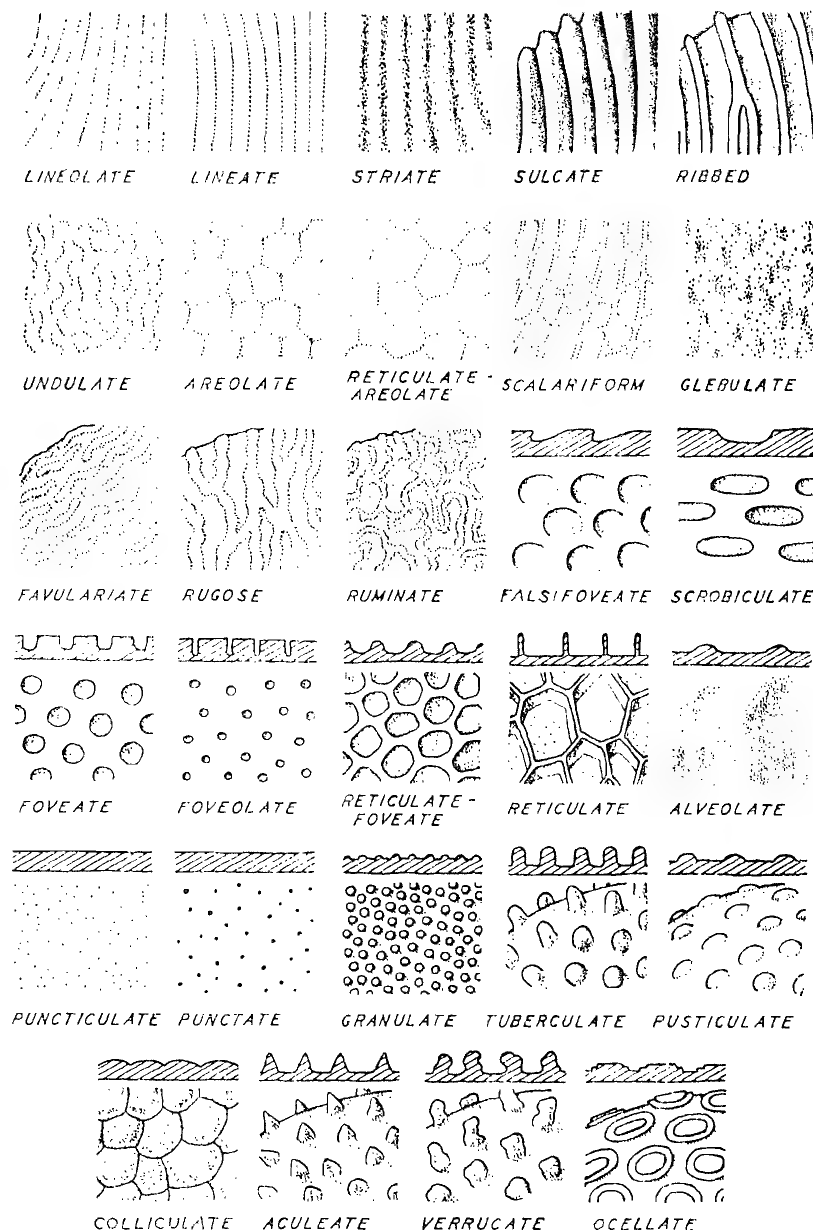 LINEOLATE LINEATE STRIATE SULCATE RIBBED
UNDULATE AREOLATE RETICULATE-AREOLATE SCALARIFORM GLEBULATE
FAVULARIATE RUGOSE RUMINATE FALSIFOVEATE SCROBICULATE
FOVEATE FOVEOLATE RETICULATE-FOVEATE RETICULATE ALVEOLATE
PUNCTICULATE PUNCTATE GRANULATE TUBERCULATE PUSTICULATE
COLLICULATE ACULEATE VERRUCATE OCELLATE